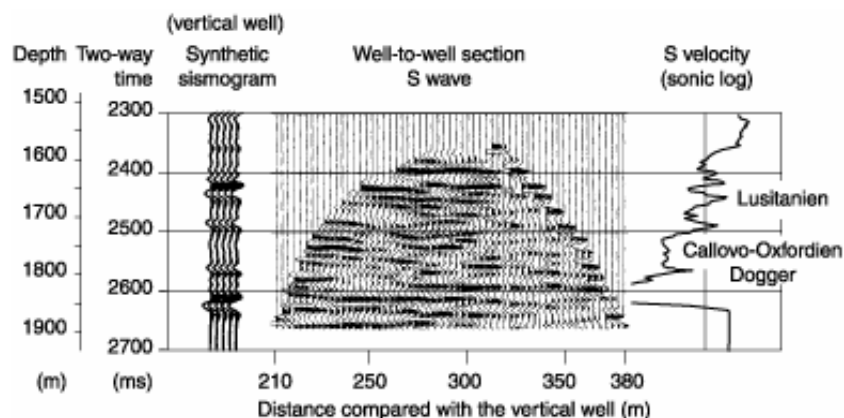 (vertical well)
Depth Two-way Synthetic Well-to-well section S velocity
time sismogram S wave (sonic log)
1500 2300
1600 2400
1700 2500
1800 2600
1900 2700
Lusitanien
Callovo-Oxfordien
Dogger
(m) (ms) 210 250 300 350 380
Distance compared with the vertical well (m)